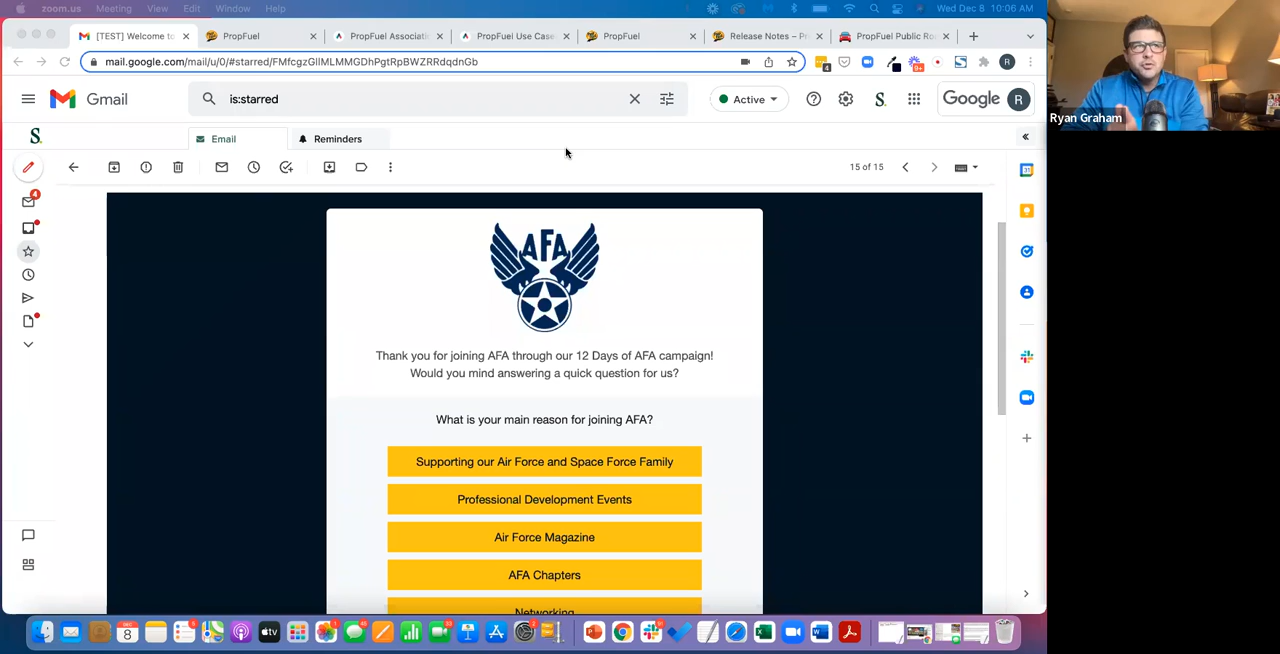 zoom.us Meeting View Edit Window Help Wed Dec 8 10:06 AM
[TEST] Welcome to PropFuel PropFuel Associati PropFuel Use Case PropFuel Release Notes – Pr PropFuel Public Ro
mail.google.com/mail/u/0/#starred/FMfcgzGllMLMMGDhPgtRpBWZRRdqdnGb
Gmail is:starred Active Google R
Ryan Graham
Email Reminders
15 of 15
AFA
Thank you for joining AFA through our 12 Days of AFA campaign!
Would you mind answering a quick question for us?
What is your main reason for joining AFA?
Supporting our Air Force and Space Force Family
Professional Development Events
Air Force Magazine
AFA Chapters
Networking